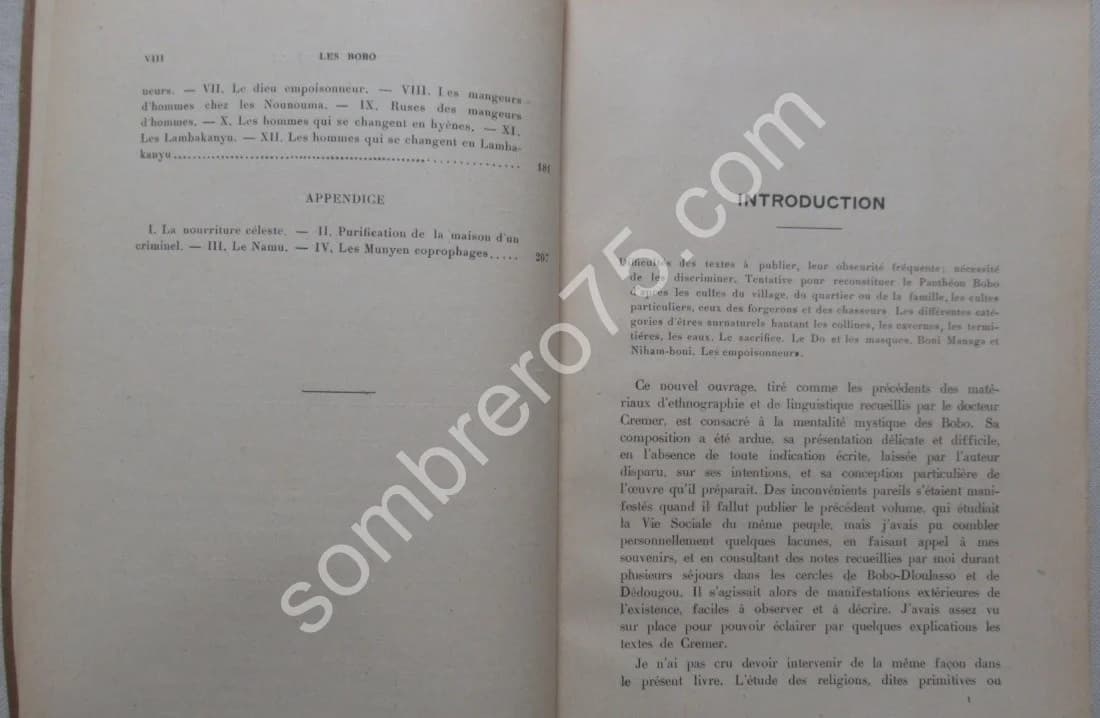 VIII LES BOBO
neurs. — VII. Le dieu empoisonneur. — VIII. Les mangeurs
d'hommes chez les Nounouma. — IX. Ruses des mangeurs
d'hommes. — X. Les hommes qui se changent en hyènes. — XI.
Les Lambakanyu. — XII. Les hommes qui se changent en Lamba-
kanyu
APPENDICE
I. La nourriture céleste. — II. Purification de la maison d'un
criminel. — III. Le Namu. — IV. Les Munyen coprophages..... 207
INTRODUCTION
Difficultés des textes à publier, leur obscurité fréquente; nécessité
de les discriminer. Tentative pour reconstituer le Panthéon Bobo
d'après les cultes du village, du quartier ou de la famille, les cultes
particuliers, ceux des forgerons et des chasseurs. Les différentes caté-
gories d'êtres surnaturels hantant les collines, les cavernes, les termi-
tières, les eaux. Le sacrifice. Le Do et les masques. Boni Managa et
Niham-boni. Les empoisonneurs.
Ce nouvel ouvrage, tiré comme les précédents des maté-
riaux d'ethnographie et de linguistique recueillis par le docteur
Cremer, est consacré à la mentalité mystique des Bobo. Sa
composition a été ardue, sa présentation délicate et difficile,
en l'absence de toute indication écrite, laissée par l'auteur
disparu, sur ses intentions, et sa conception particulière de
l'œuvre qu'il préparait. Des inconvénients pareils s'étaient mani-
festés quand il fallut publier le précédent volume, qui étudiait
la Vie Sociale du même peuple, mais j'avais pu combler
personnellement quelques lacunes, en faisant appel à mes
souvenirs, et en consultant des notes recueillies par moi durant
plusieurs séjours dans les cercles de Bobo-Dioulasso et de
Dédougou. Il s'agissait alors de manifestations extérieures de
l'existence, faciles à observer et à décrire. J'avais assez vu
sur place pour pouvoir éclairer par quelques explications les
textes de Cremer.
Je n'ai pas cru devoir intervenir de la même façon dans
le présent livre. L'étude des religions, dites primitives ou
1
sombrero75.com